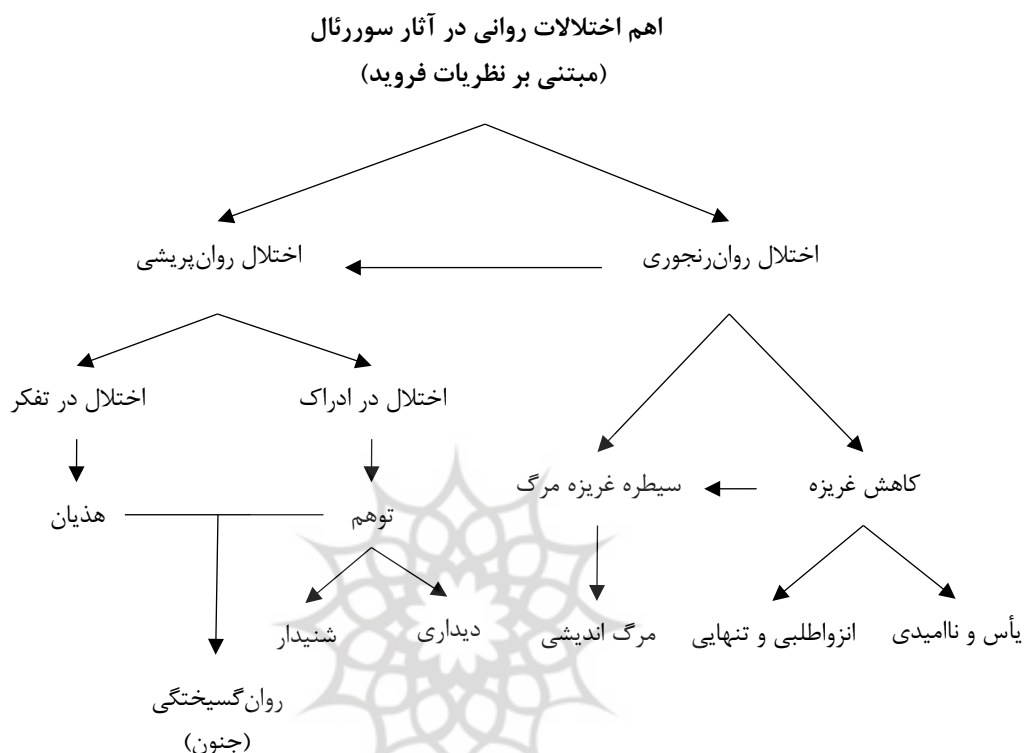 اهم اختلالات روانی در آثار سوررئال
(مبتنی بر نظریات فروید)
اختلال روان‌رنجوری
اختلال روان‌پریشی
اختلال در ادراک
اختلال در تفکر
کاهش غریزه
سیطره غریزه مرگ
توهم
هذیان
یأس و ناامیدی
انزواطلبی و تنهایی
مرگ اندیشی
دیداری
شنیدار
روان‌گسیختگی
(جنون)